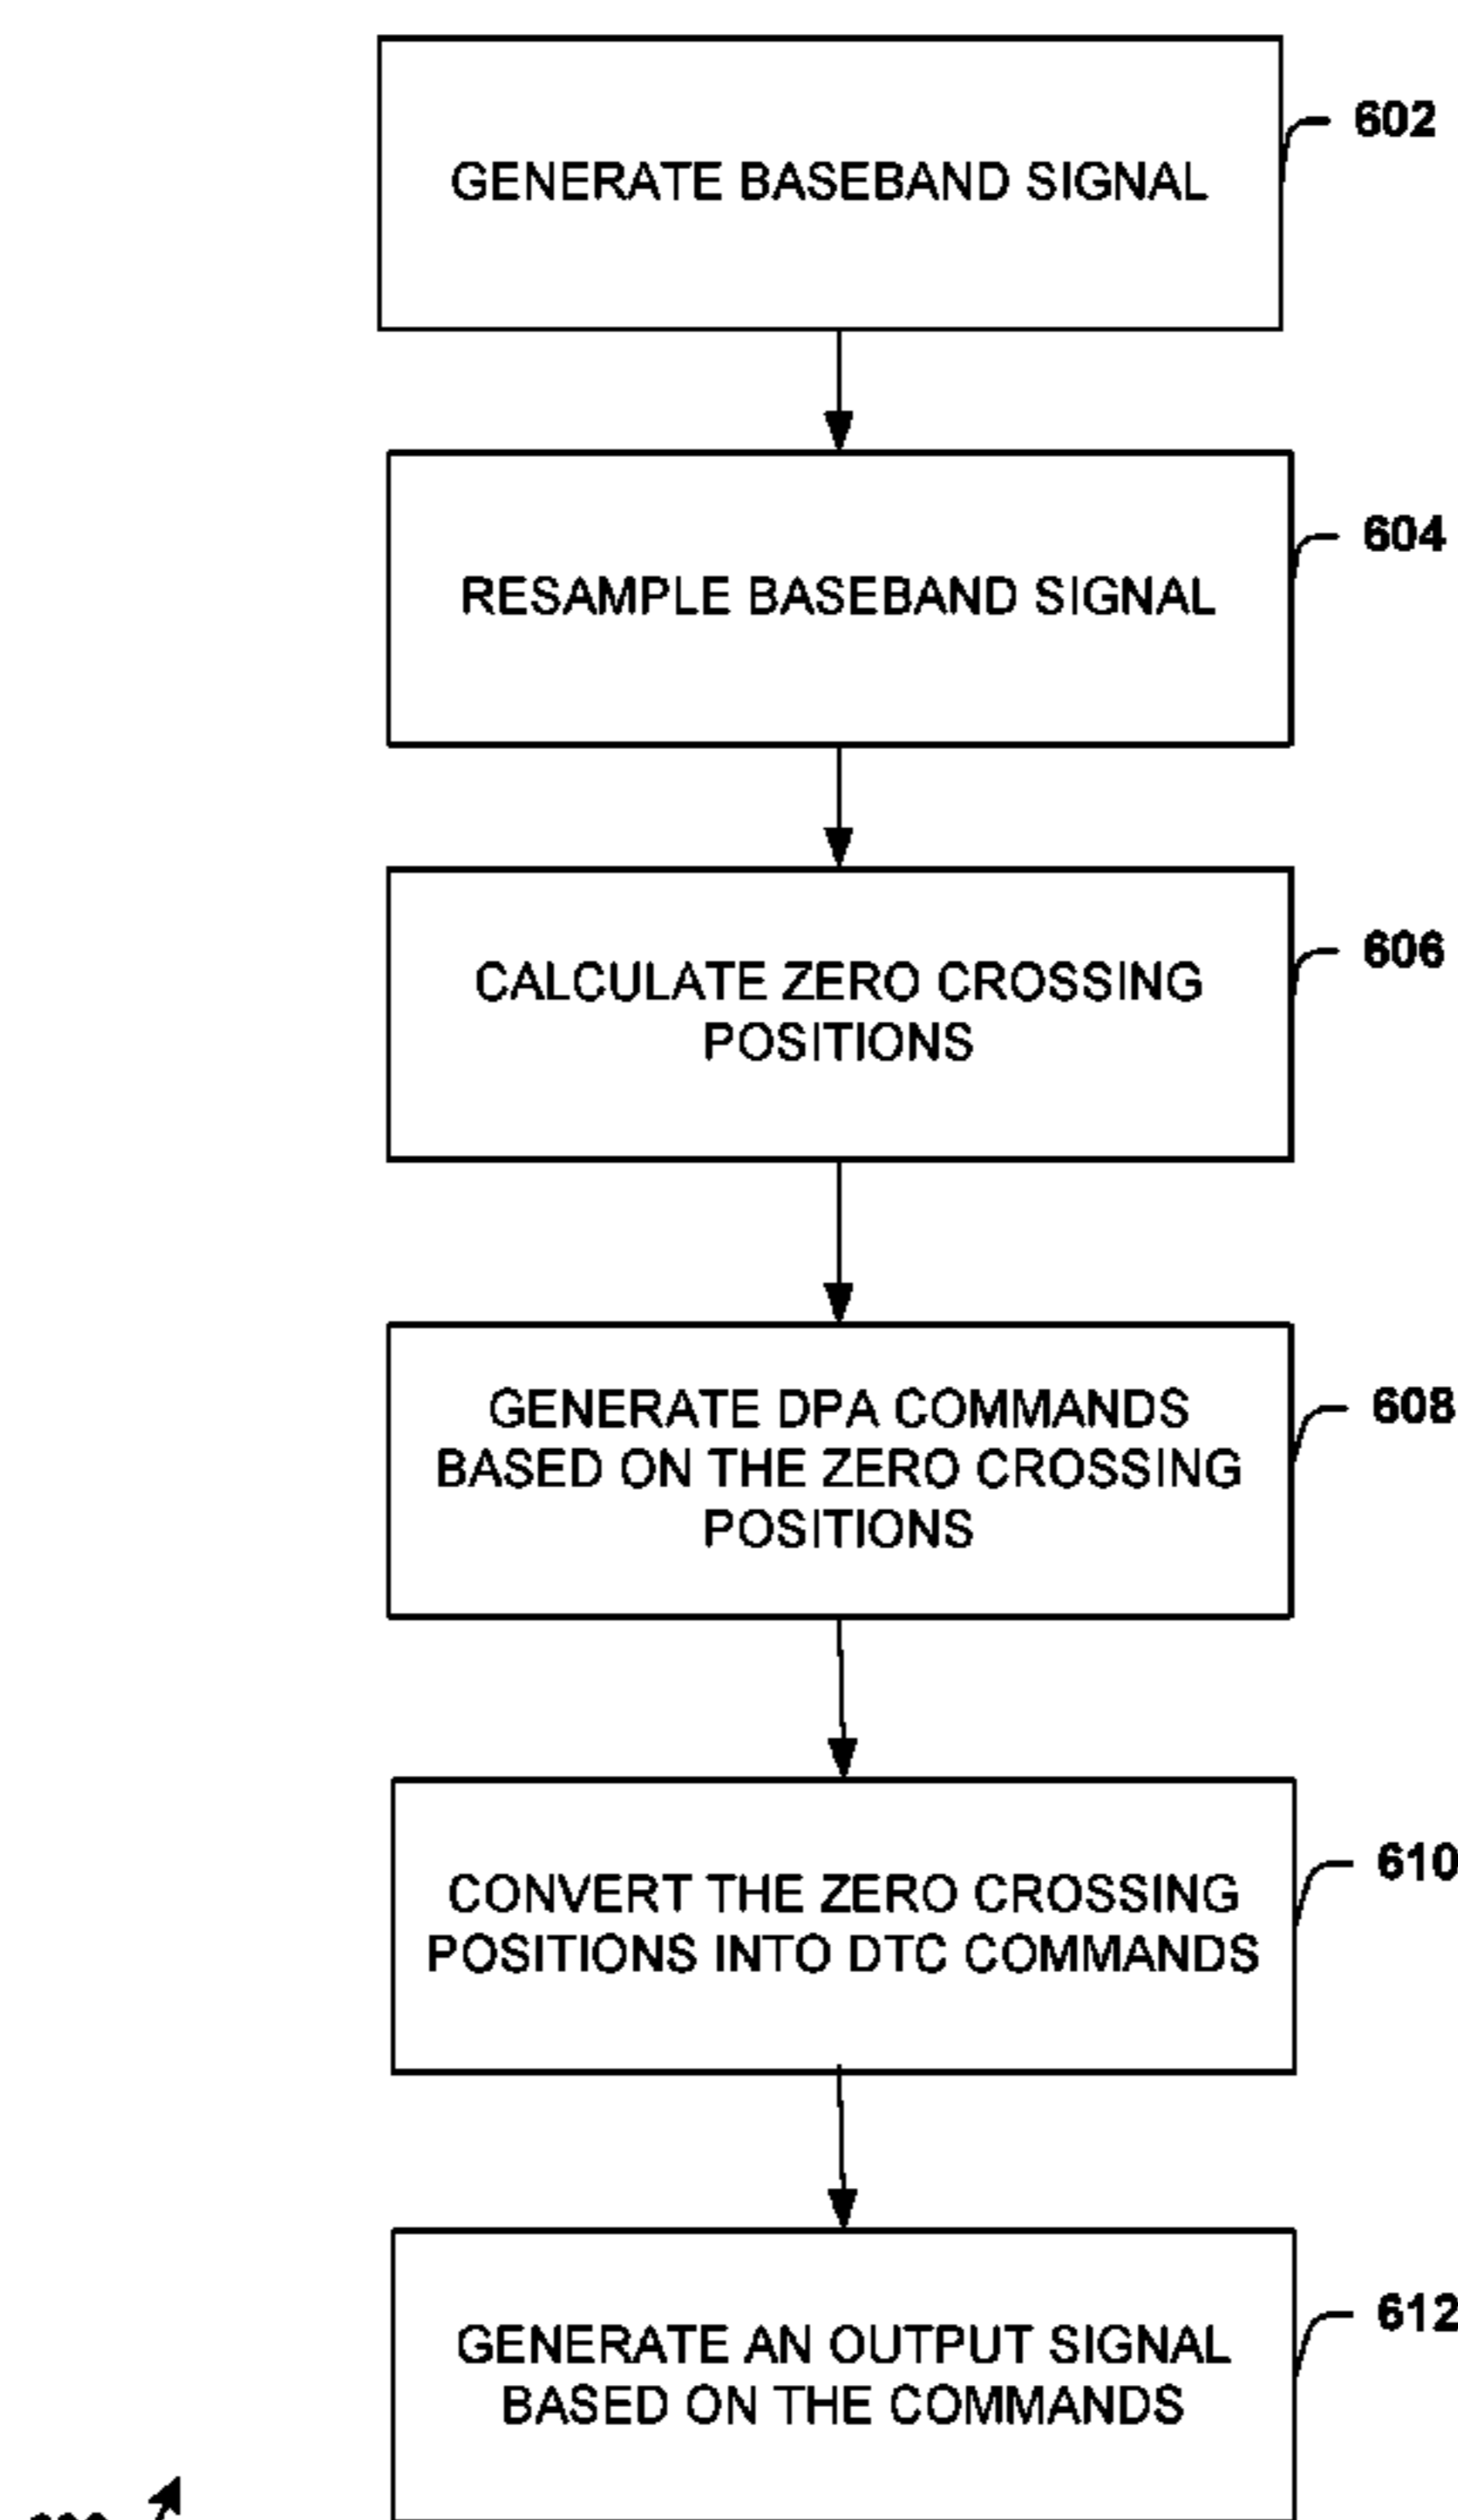 GENERATE BASEBAND SIGNAL
602
RESAMPLE BASEBAND SIGNAL
604
CALCULATE ZERO CROSSING
POSITIONS
606
GENERATE DPA COMMANDS
BASED ON THE ZERO CROSSING
POSITIONS
608
CONVERT THE ZERO CROSSING
POSITIONS INTO DTC COMMANDS
610
GENERATE AN OUTPUT SIGNAL
BASED ON THE COMMANDS
612